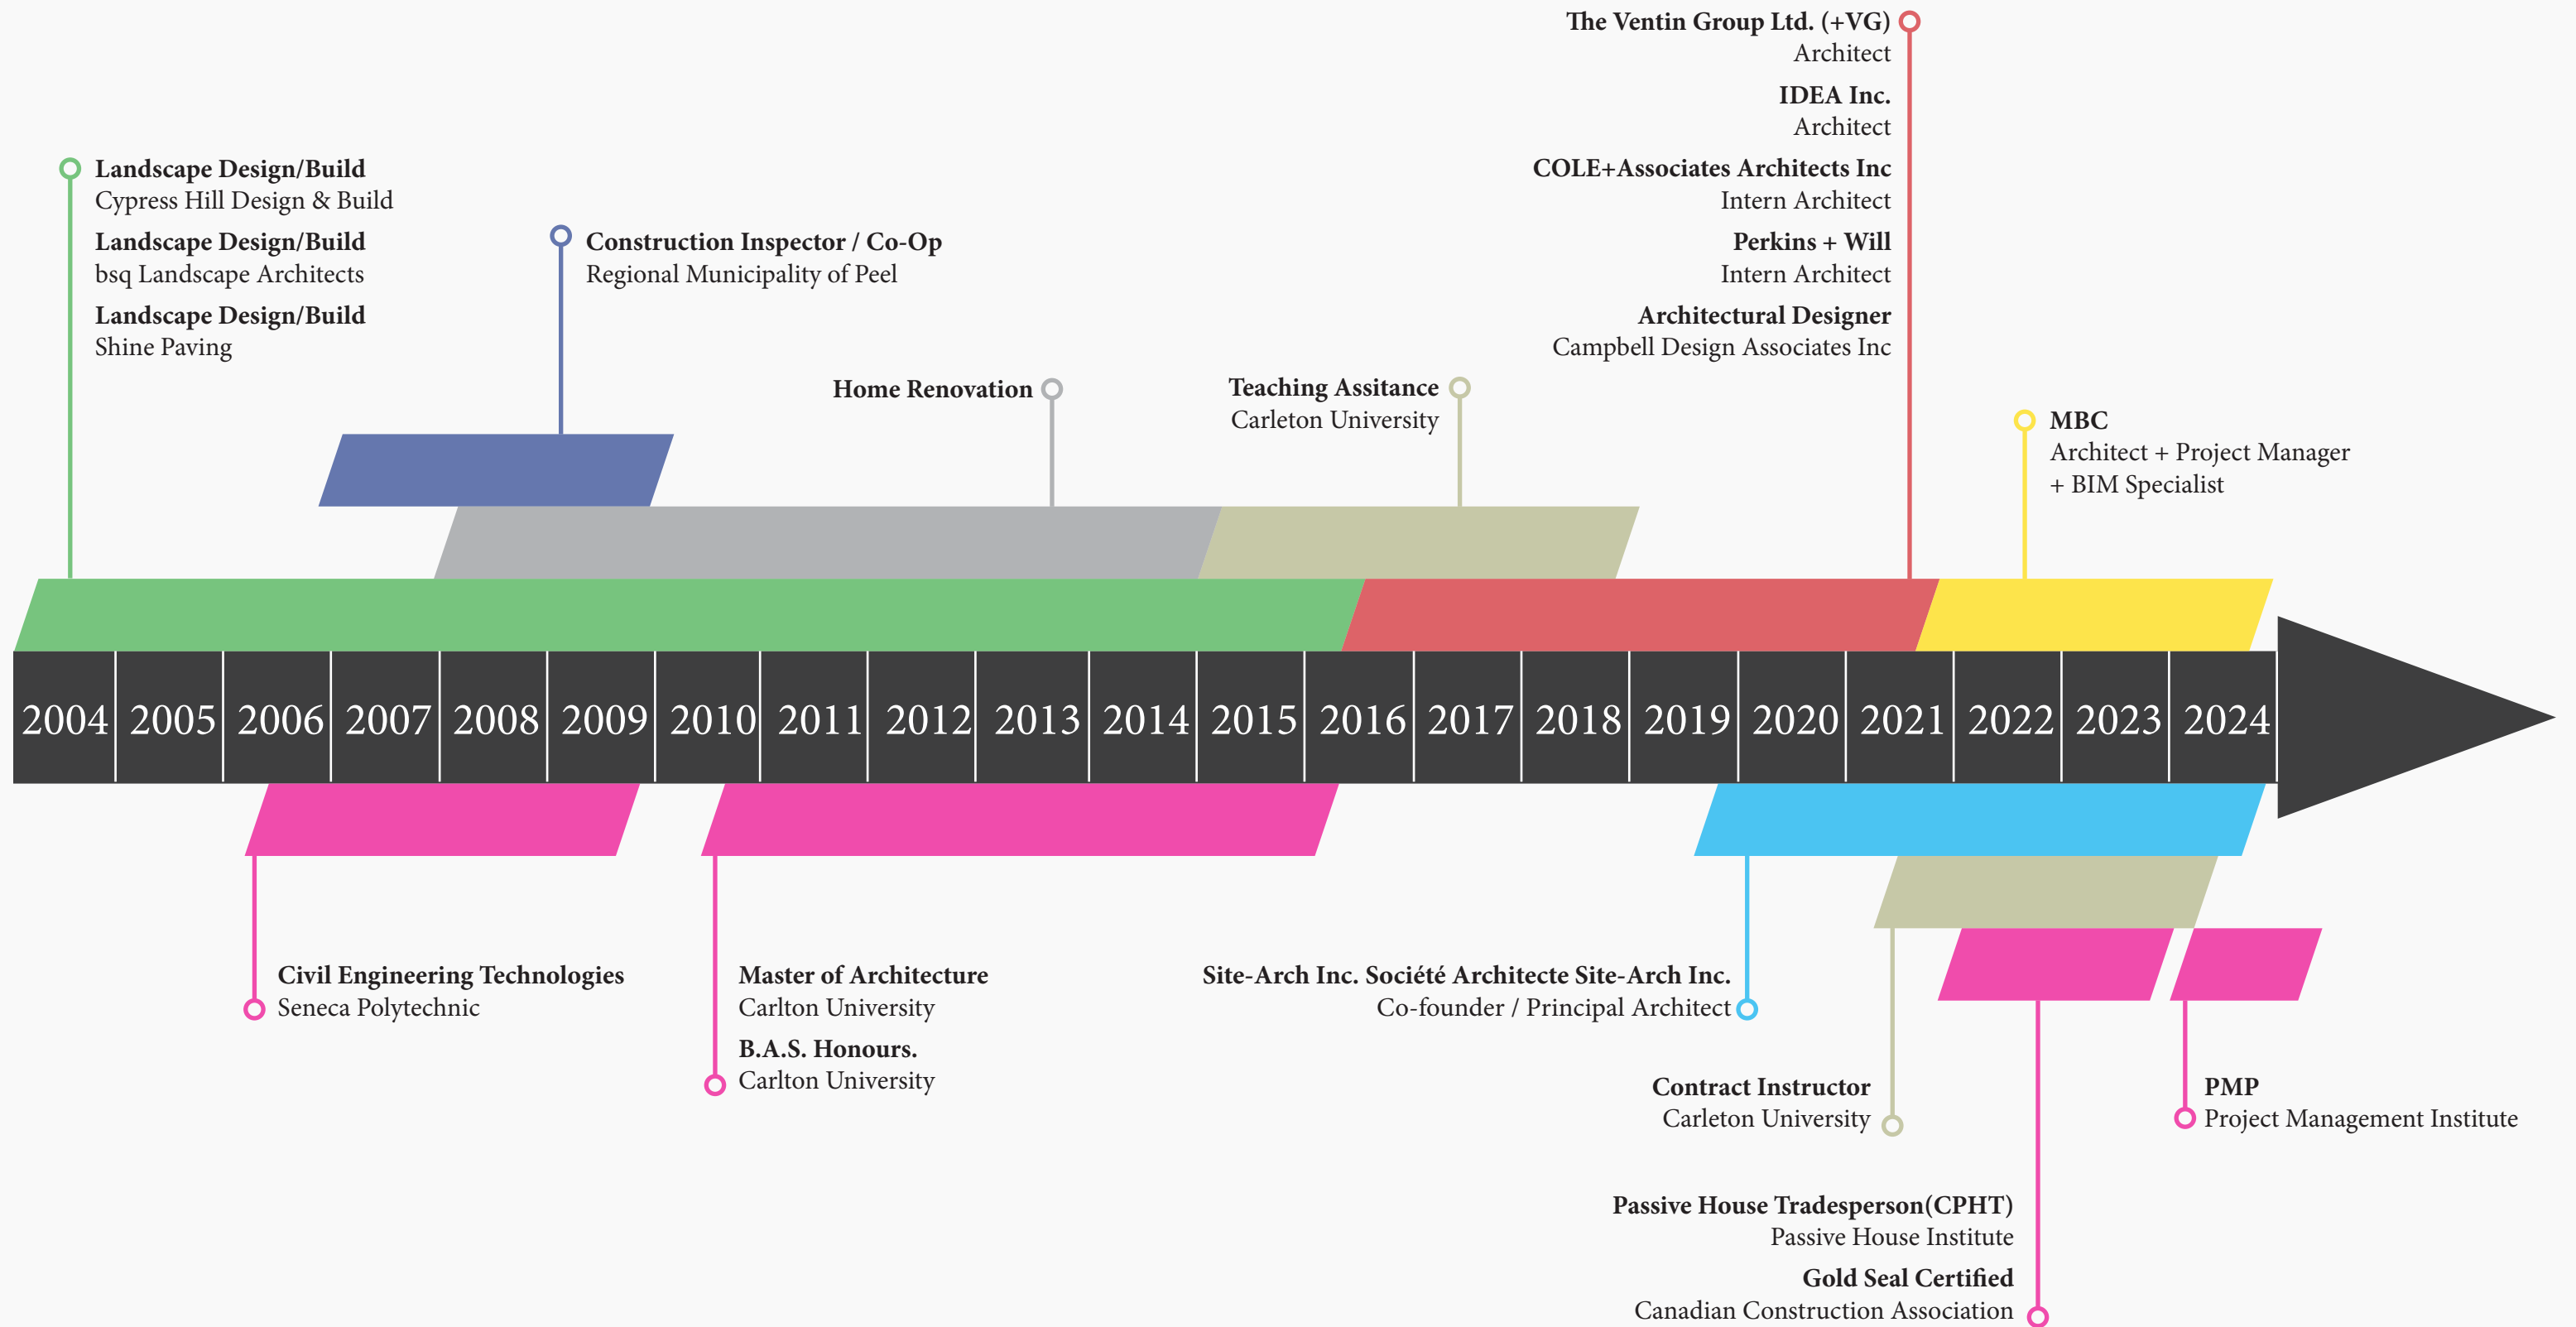 The Ventin Group Ltd. (+VG)
Architect
IDEA Inc.
Architect
COLE+Associates Architects Inc
Intern Architect
Perkins + Will
Intern Architect
Architectural Designer
Campbell Design Associates Inc
Landscape Design/Build
Cypress Hill Design & Build
Landscape Design/Build
bsq Landscape Architects
Landscape Design/Build
Shine Paving
Construction Inspector / Co-Op
Regional Municipality of Peel
Home Renovation
Teaching Assitance
Carleton University
MBC
Architect + Project Manager
+ BIM Specialist
2004 2005 2006 2007 2008 2009 2010 2011 2012 2013 2014 2015 2016 2017 2018 2019 2020 2021 2022 2023 2024
Civil Engineering Technologies
Seneca Polytechnic
Master of Architecture
Carlton University
B.A.S. Honours.
Carlton University
Site-Arch Inc. Société Architecte Site-Arch Inc.
Co-founder / Principal Architect
Contract Instructor
Carleton University
PMP
Project Management Institute
Passive House Tradesperson(CPHT)
Passive House Institute
Gold Seal Certified
Canadian Construction Association